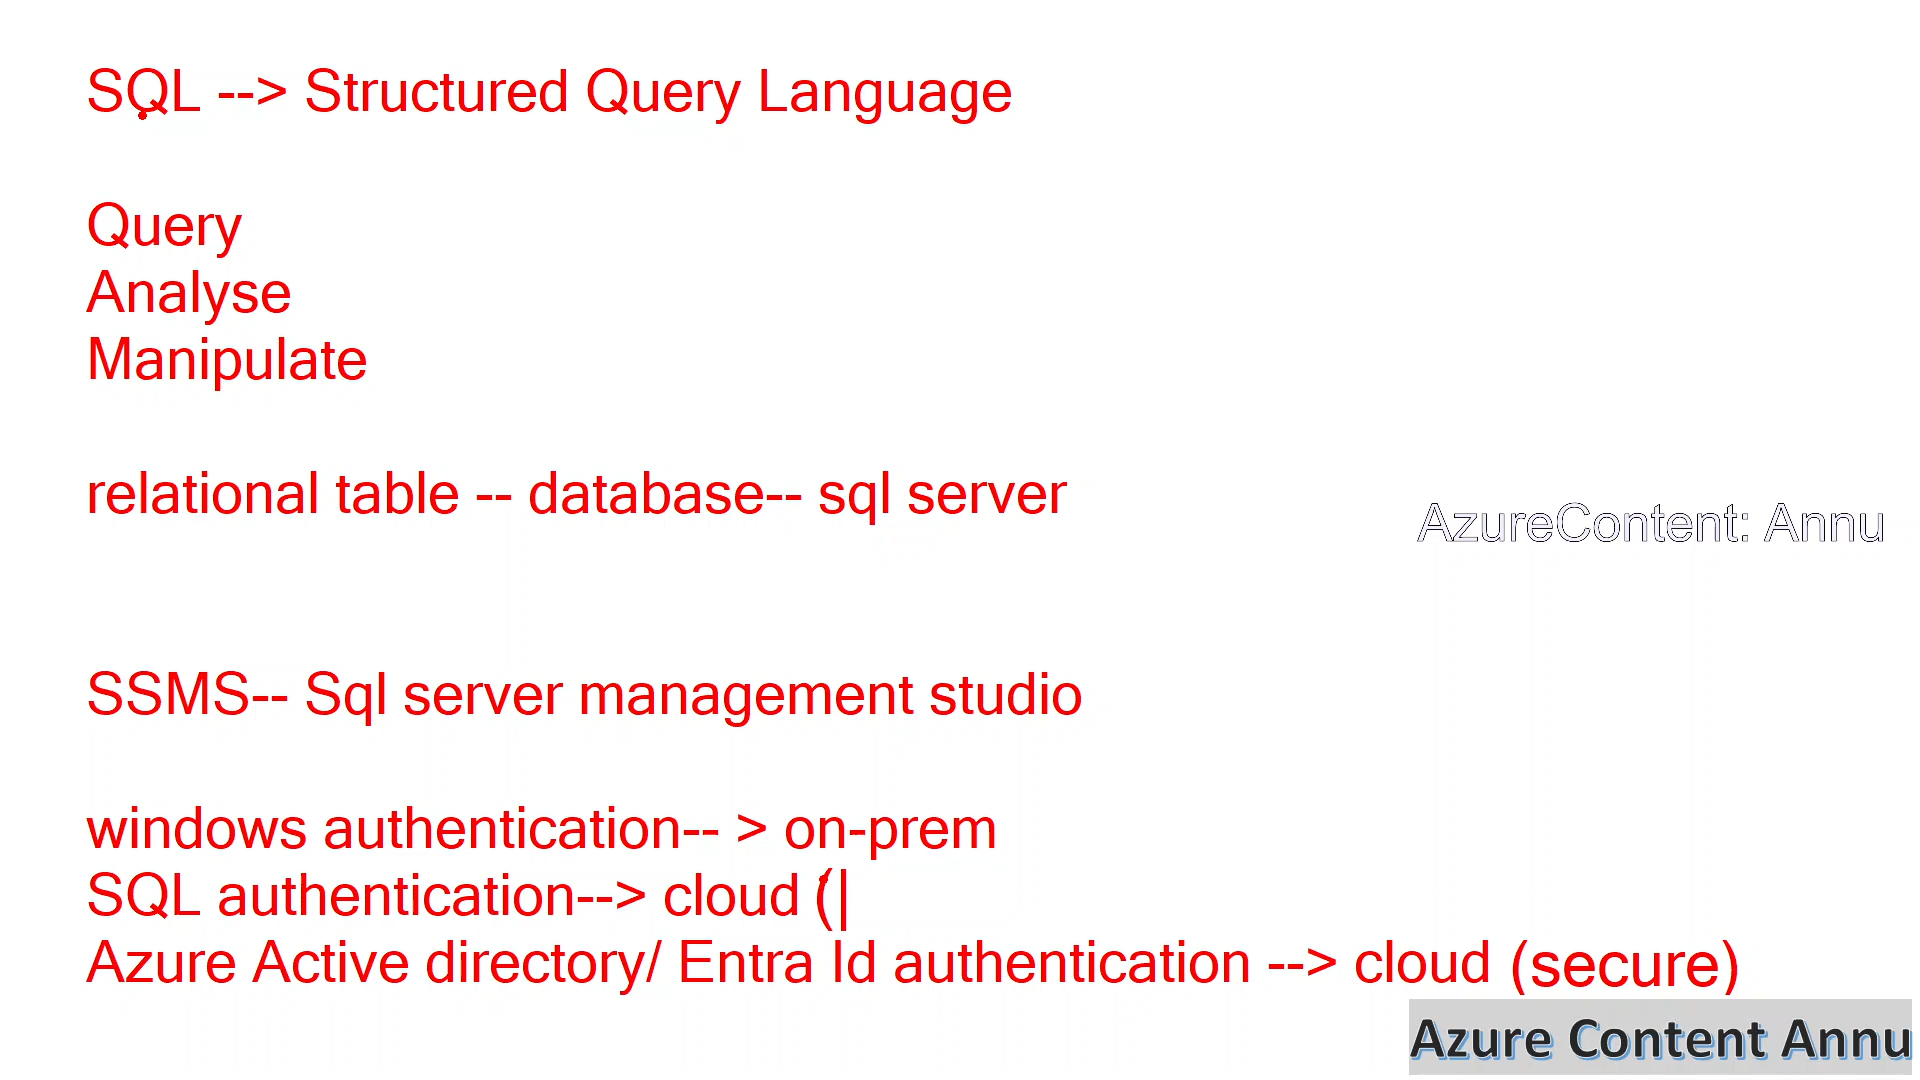 SQL --> Structured Query Language
Query
Analyse
Manipulate
relational table -- database-- sql server
AzureContent: Annu
SSMS-- Sql server management studio
windows authentication-- > on-prem
SQL authentication--> cloud (
Azure Active directory/ Entra Id authentication --> cloud (secure)
Azure Content Annu